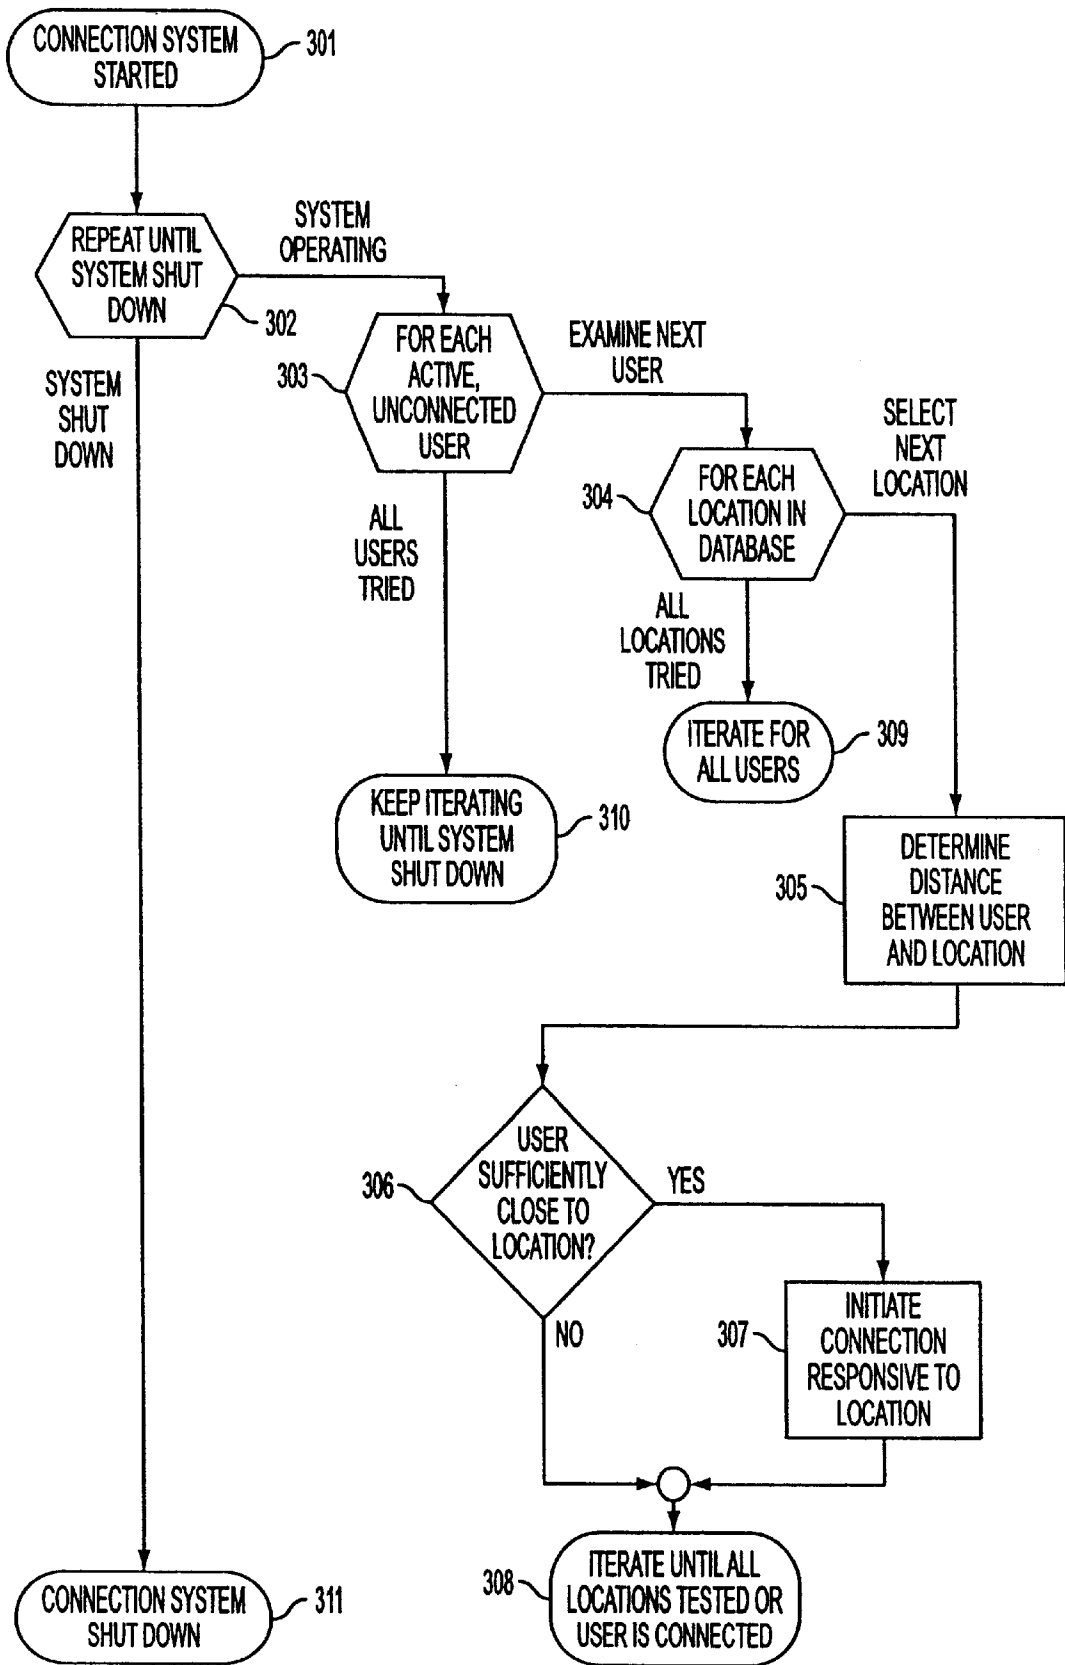 CONNECTION SYSTEM
STARTED
301
REPEAT UNTIL
SYSTEM SHUT
DOWN
302
SYSTEM
OPERATING
SYSTEM
SHUT
DOWN
FOR EACH
ACTIVE,
UNCONNECTED
USER
303
EXAMINE NEXT
USER
ALL
USERS
TRIED
FOR EACH
LOCATION IN
DATABASE
304
SELECT
NEXT
LOCATION
ALL
LOCATIONS
TRIED
ITERATE FOR
ALL USERS
309
KEEP ITERATING
UNTIL SYSTEM
SHUT DOWN
310
DETERMINE
DISTANCE
BETWEEN USER
AND LOCATION
305
USER
SUFFICIENTLY
CLOSE TO
LOCATION?
306
YES
NO
INITIATE
CONNECTION
RESPONSIVE TO
LOCATION
307
ITERATE UNTIL ALL
LOCATIONS TESTED OR
USER IS CONNECTED
308
CONNECTION SYSTEM
SHUT DOWN
311